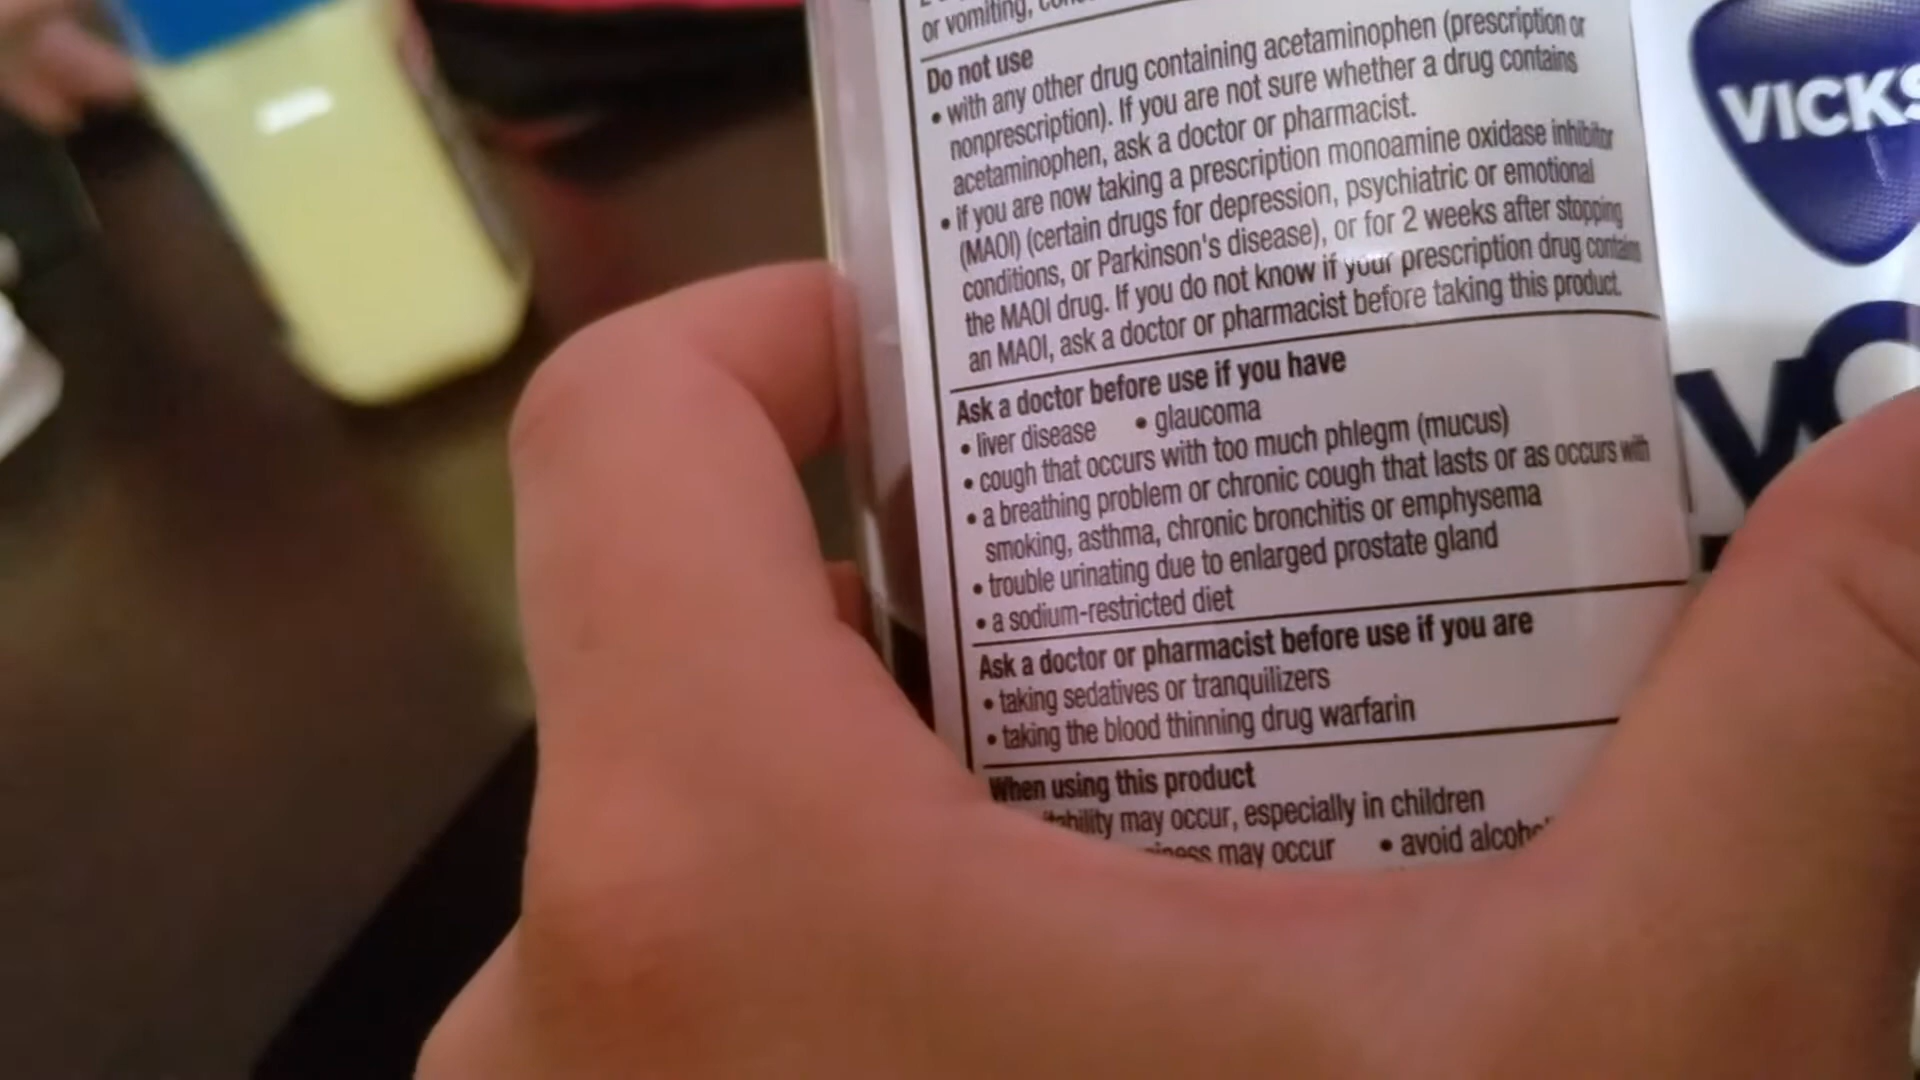 or vomiting,
Do not use
• with any other drug containing acetaminophen (prescription or
nonprescription). If you are not sure whether a drug contains
acetaminophen, ask a doctor or pharmacist.
• if you are now taking a prescription monoamine oxidase inhibitor
(MAOI) (certain drugs for depression, psychiatric or emotional
conditions, or Parkinson's disease), or for 2 weeks after stopping
the MAOI drug. If you do not know if your prescription drug contains
an MAOI, ask a doctor or pharmacist before taking this product.
Ask a doctor before use if you have
• liver disease • glaucoma
• cough that occurs with too much phlegm (mucus)
• a breathing problem or chronic cough that lasts or as occurs with
smoking, asthma, chronic bronchitis or emphysema
• trouble urinating due to enlarged prostate gland
• a sodium-restricted diet
Ask a doctor or pharmacist before use if you are
• taking sedatives or tranquilizers
• taking the blood thinning drug warfarin
When using this product
may occur, especially in children
may occur • avoid
VICKS